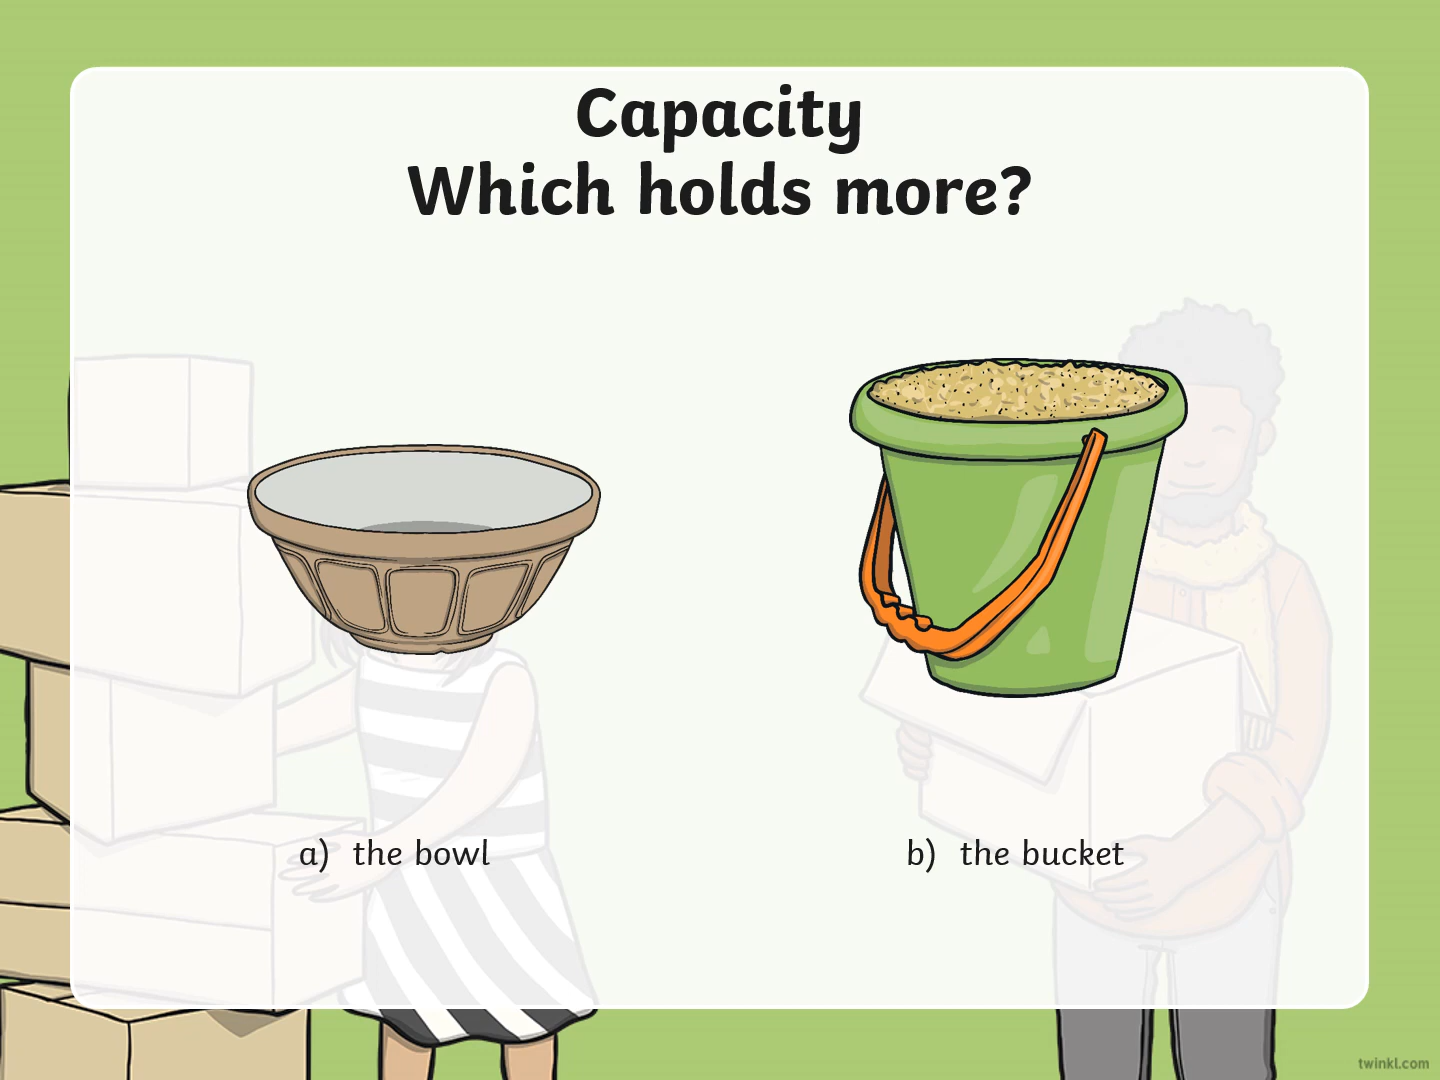 Capacity
Which holds more?
a) the bowl
b) the bucket
twinkl.com